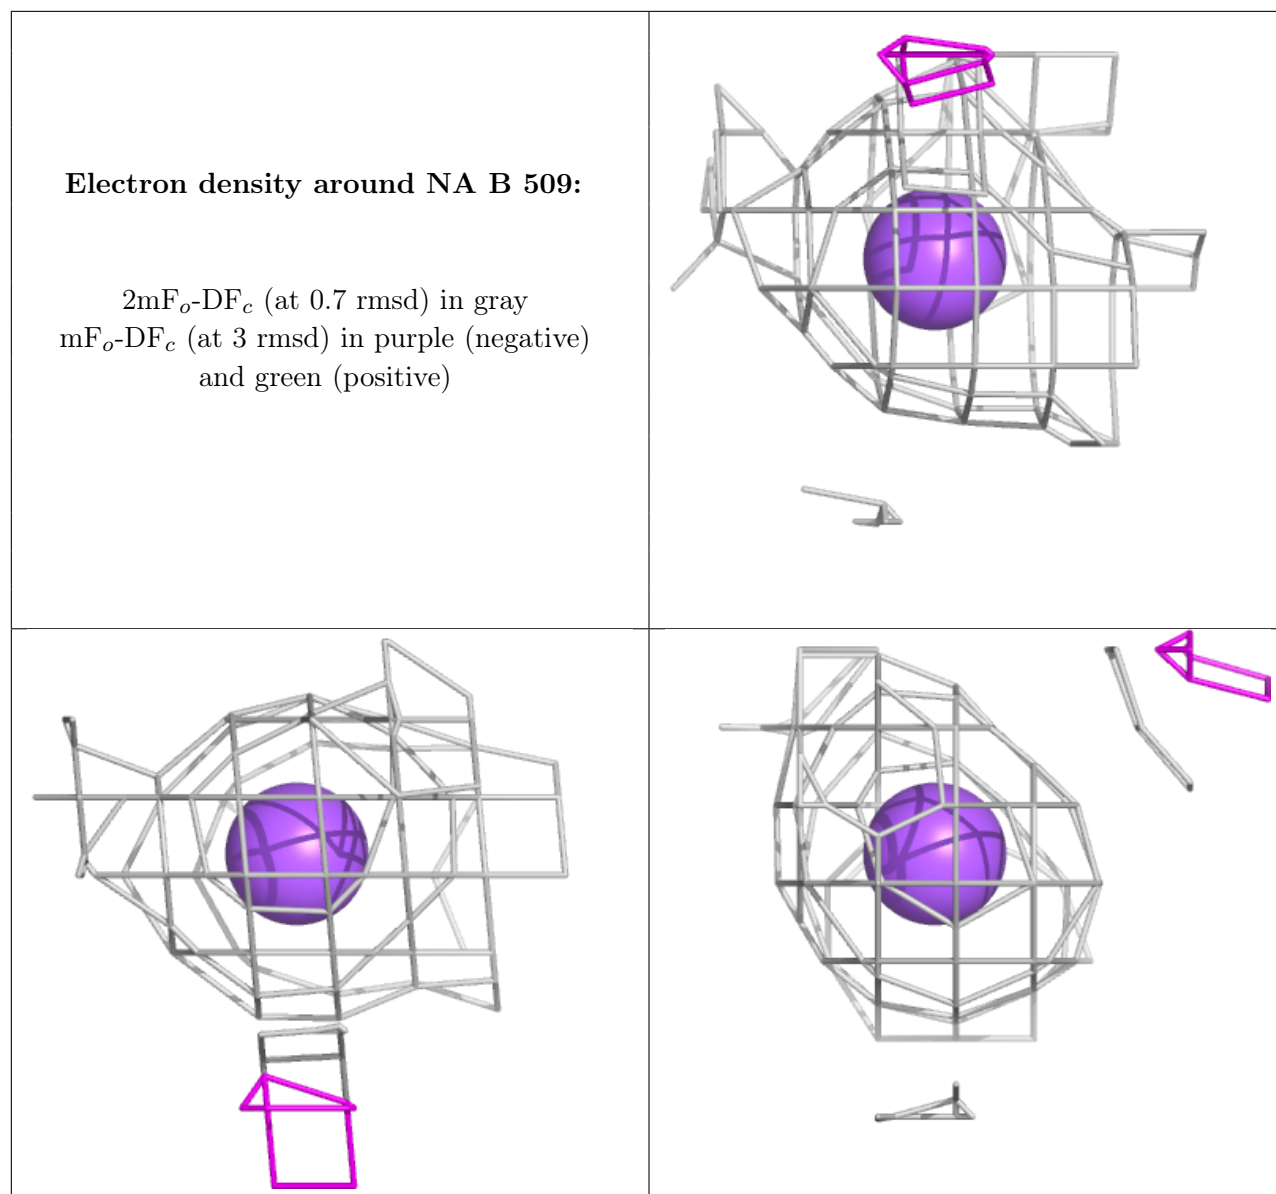 Electron density around NA B 509:
2mFo-DFc (at 0.7 rmsd) in gray
mFo-DFc (at 3 rmsd) in purple (negative)
and green (positive)